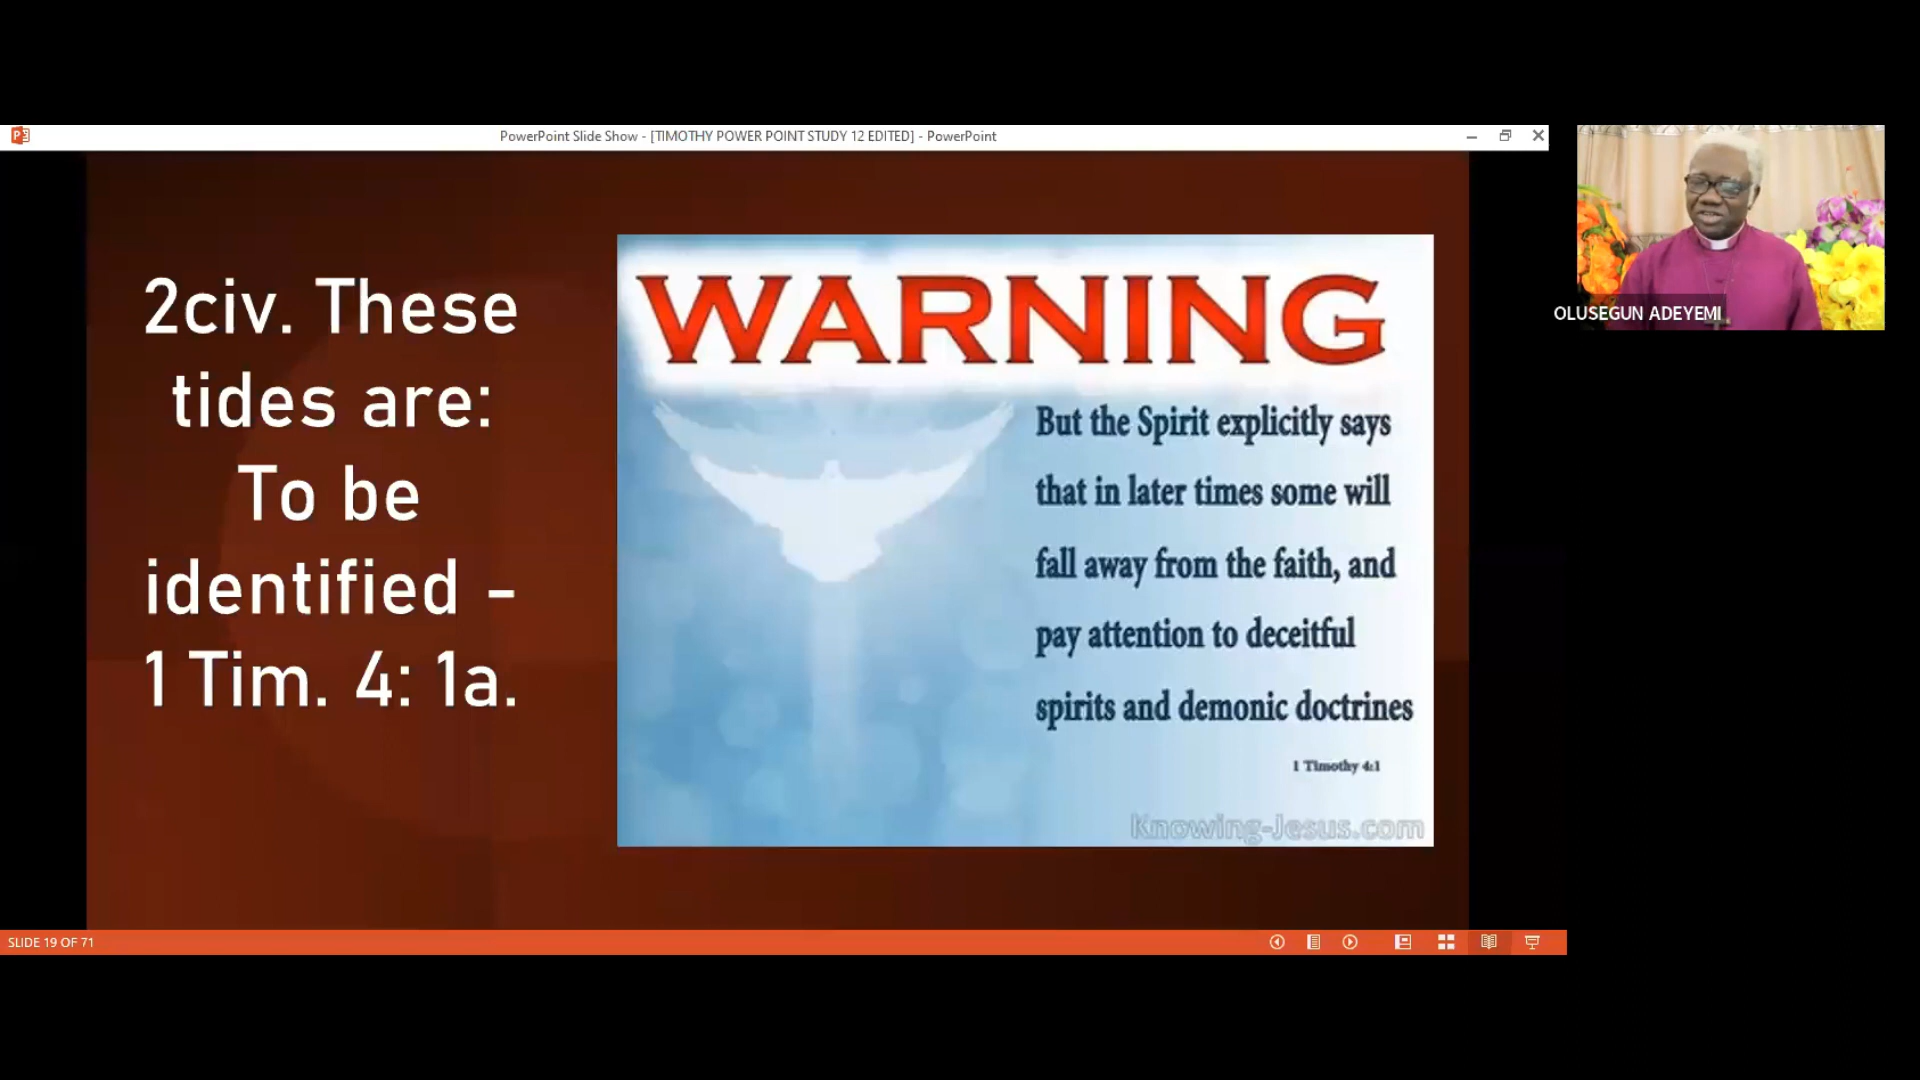 PowerPoint Slide Show - [TIMOTHY POWER POINT STUDY 12 EDITED] - PowerPoint
2civ. These
tides are:
To be
identified -
1 Tim. 4: 1a.
WARNING
But the Spirit explicitly says
that in later times some will
fall away from the faith, and
pay attention to deceitful
spirits and demonic doctrines
1 Timothy 4:1
Knowing-Jesus.com
OLUSEGUN ADEYEMI
SLIDE 19 OF 71